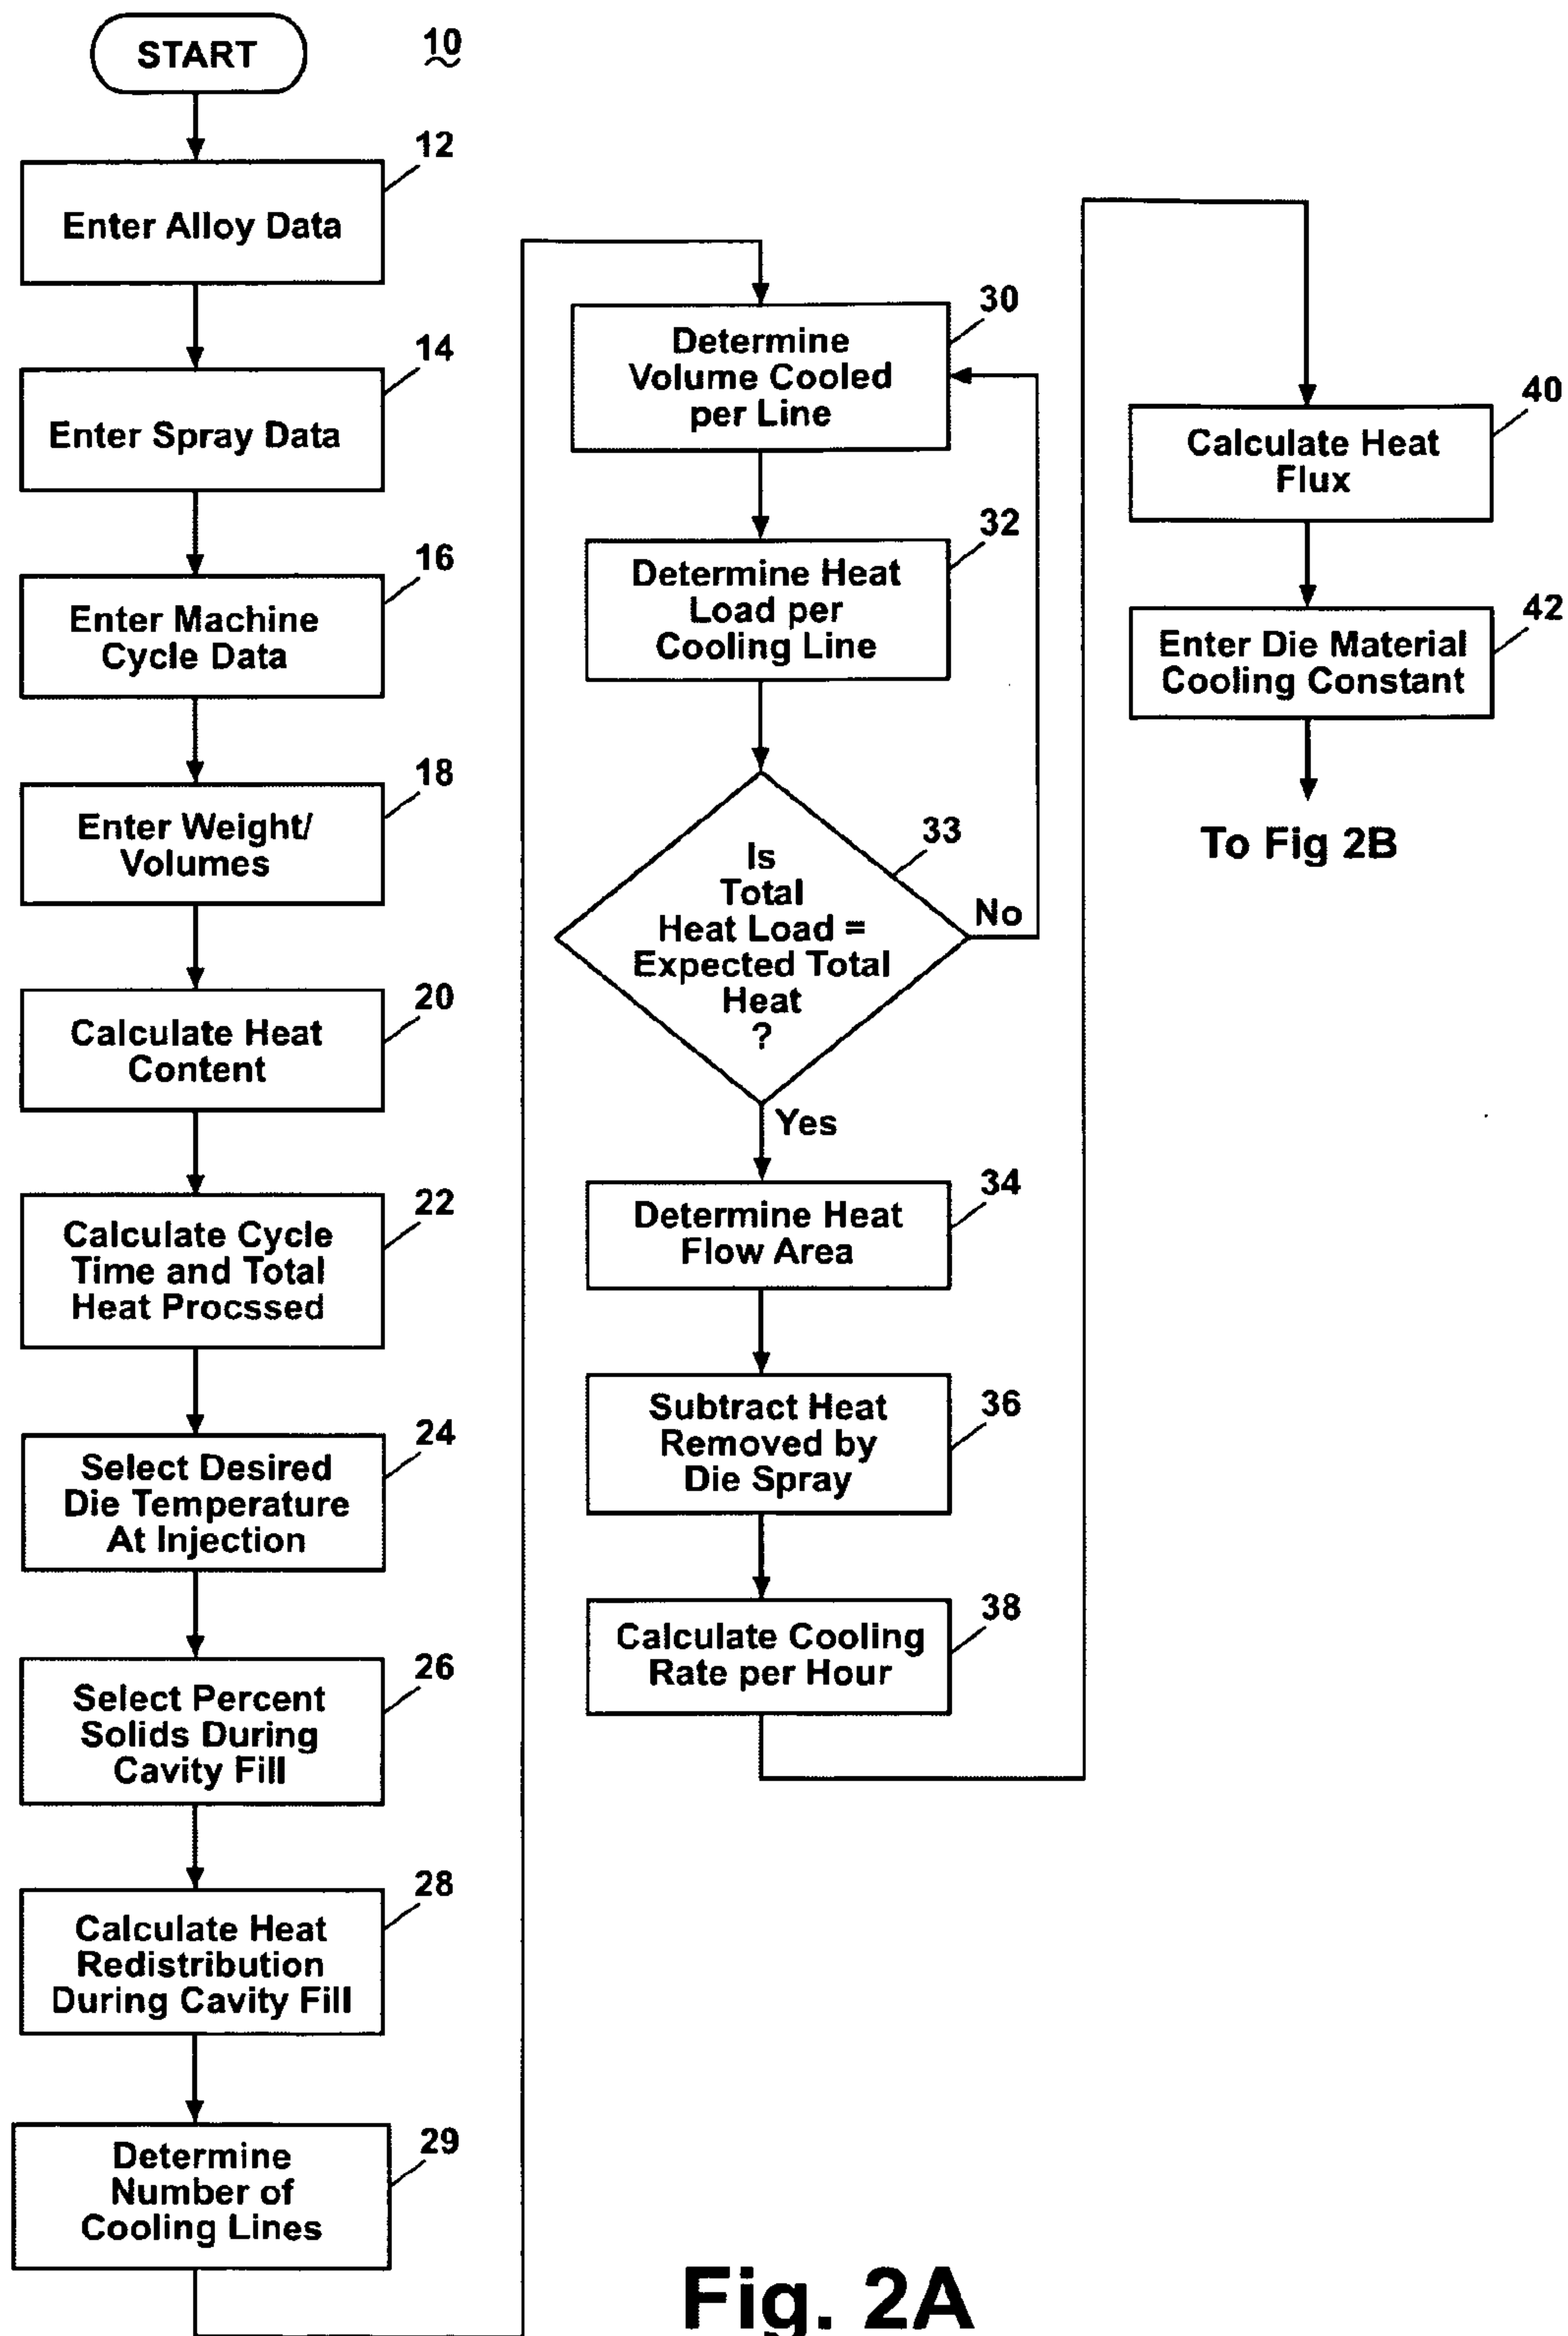 START
10
12
Enter Alloy Data
14
Enter Spray Data
16
Enter Machine
Cycle Data
18
Enter Weight/
Volumes
20
Calculate Heat
Content
22
Calculate Cycle
Time and Total
Heat Procssed
24
Select Desired
Die Temperature
At Injection
26
Select Percent
Solids During
Cavity Fill
28
Calculate Heat
Redistribution
During Cavity Fill
29
Determine
Number of
Cooling Lines
30
Determine
Volume Cooled
per Line
32
Determine Heat
Load per
Cooling Line
33
Is
Total
Heat Load =
Expected Total
Heat
?
No
Yes
34
Determine Heat
Flow Area
36
Subtract Heat
Removed by
Die Spray
38
Calculate Cooling
Rate per Hour
40
Calculate Heat
Flux
42
Enter Die Material
Cooling Constant
To Fig 2B
Fig. 2A